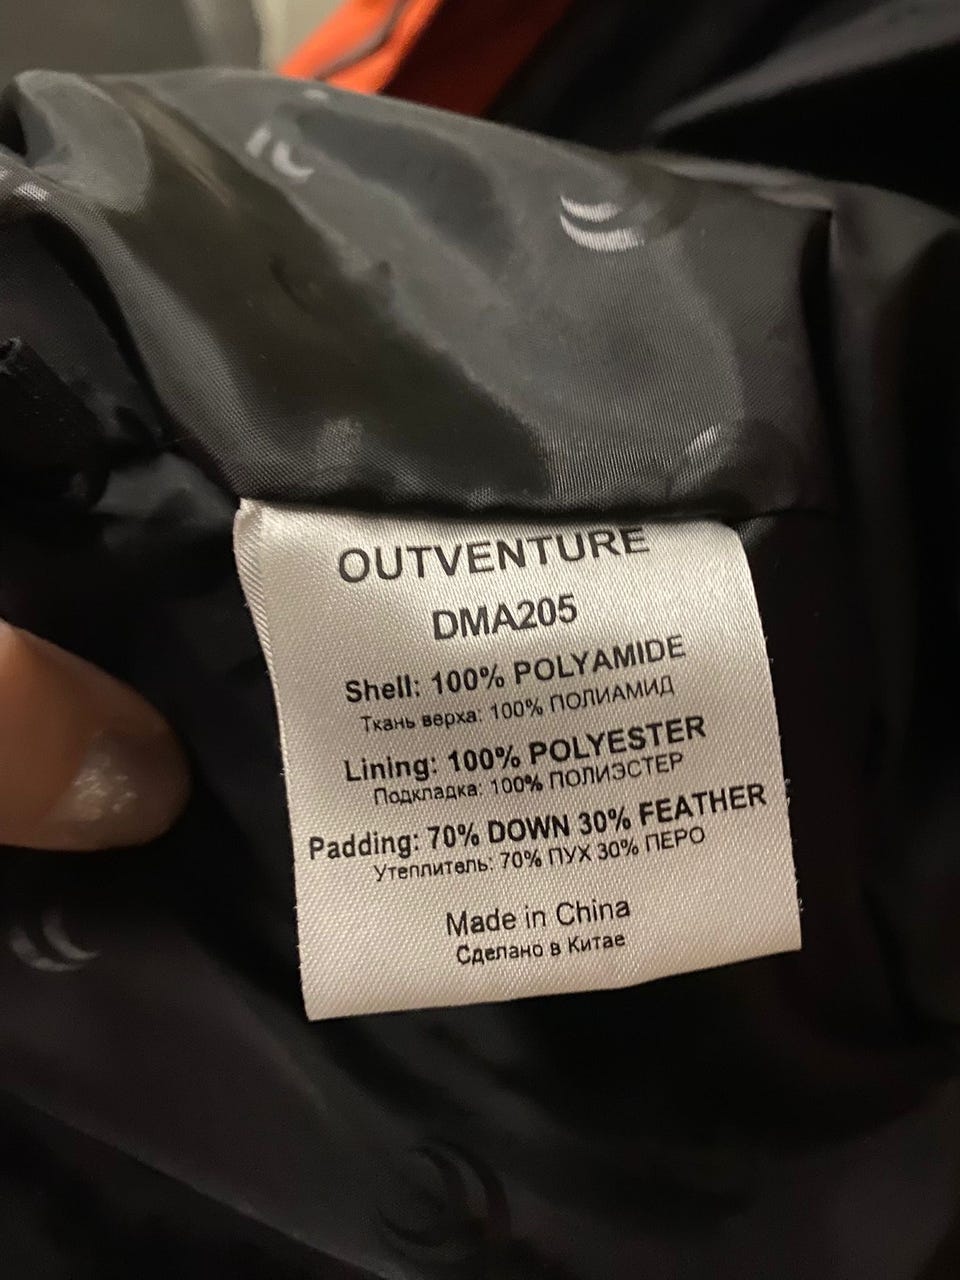 OUTVENTURE
DMA205
Shell: 100% POLYAMIDE
Ткань верха: 100% ПОЛИАМИД
Lining: 100% POLYESTER
Подкладка: 100% ПОЛИЭСТЕР
Padding: 70% DOWN 30% FEATHER
Утеплитель: 70% ПУХ 30% ПЕРО
Made in China
Сделано в Китае